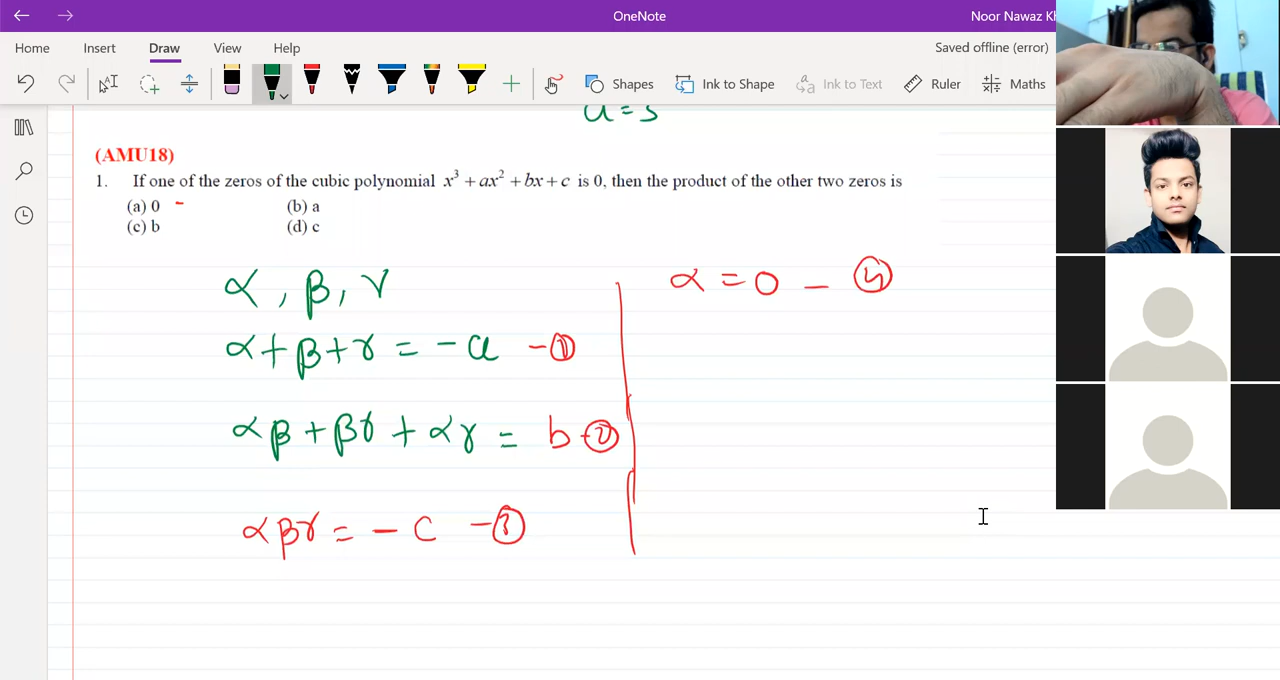 OneNote
Noor Nawaz Kh
Home Insert Draw View Help
Saved offline (error)
Shapes Ink to Shape Ink to Text Ruler Maths
a = 3
(AMU18)
1. If one of the zeros of the cubic polynomial x³ + ax² + bx + c is 0, then the product of the other two zeros is
(a) 0 (b) a
(c) b (d) c
α, β, γ
α + β + γ = - a - ①
αβ + βγ + αγ = b - ②
αβγ = - c - ③
α = 0 - ④